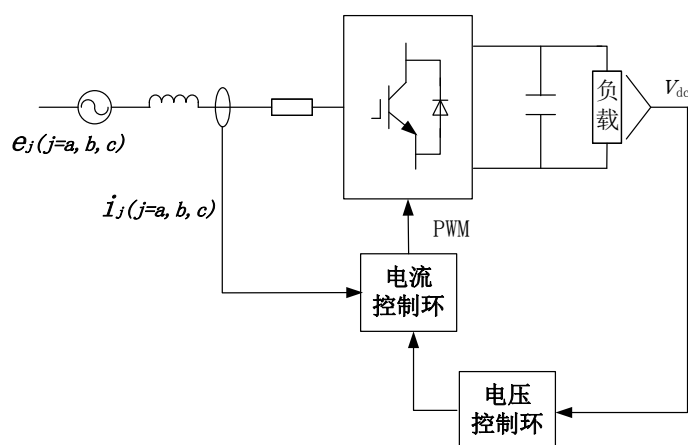 V_dc
负
载
e_j(j=a,b,c)
i_j(j=a,b,c)
PWM
电流
控制环
电压
控制环